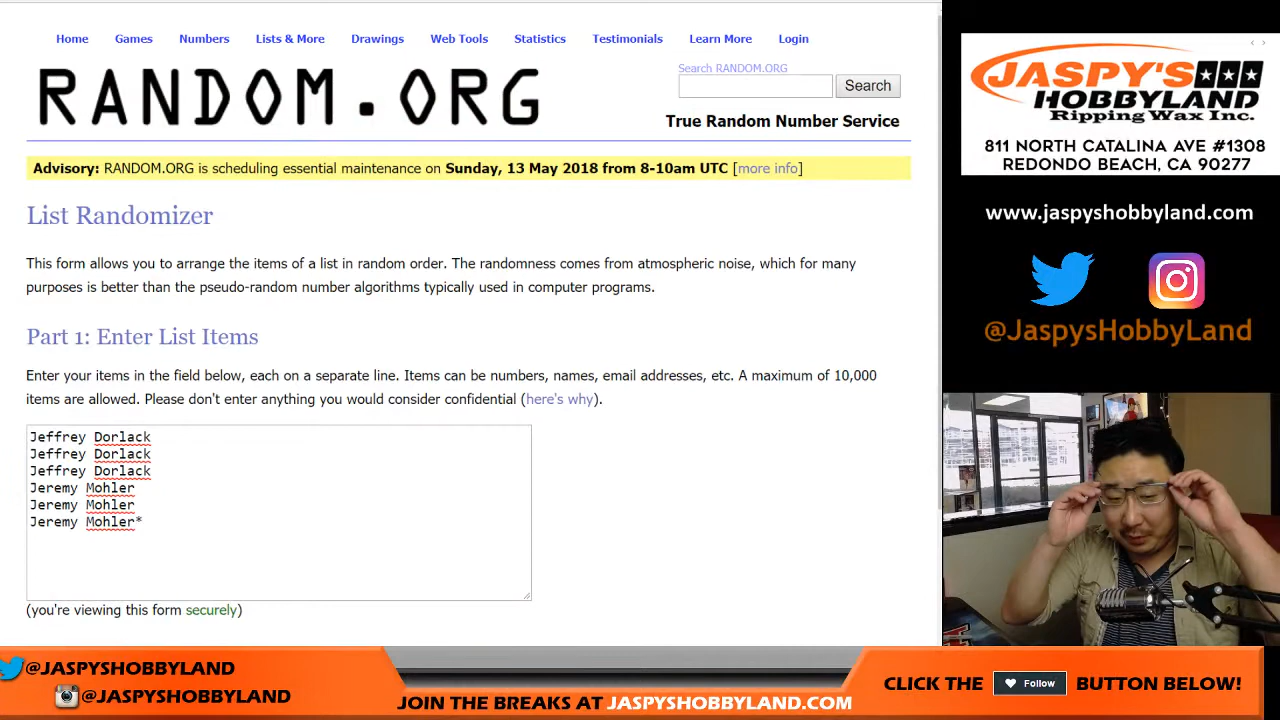 Home Games Numbers Lists & More Drawings Web Tools Statistics Testimonials Learn More Login
RANDOM.ORG
Search RANDOM.ORG
Search
True Random Number Service
Advisory: RANDOM.ORG is scheduling essential maintenance on Sunday, 13 May 2018 from 8-10am UTC [more info]
List Randomizer
This form allows you to arrange the items of a list in random order. The randomness comes from atmospheric noise, which for many
purposes is better than the pseudo-random number algorithms typically used in computer programs.
Part 1: Enter List Items
Enter your items in the field below, each on a separate line. Items can be numbers, names, email addresses, etc. A maximum of 10,000
items are allowed. Please don't enter anything you would consider confidential (here's why).
Jeffrey Dorlack
Jeffrey Dorlack
Jeffrey Dorlack
Jeremy Mohler
Jeremy Mohler
Jeremy Mohler*
(you're viewing this form securely)
JASPY'S
HOBBYLAND
Ripping Wax Inc.
811 NORTH CATALINA AVE #1308
REDONDO BEACH, CA 90277
www.jaspyshobbyland.com
@JaspysHobbyLand
@JASPYSHOBBYLAND
@JASPYSHOBBYLAND
JOIN THE BREAKS AT JASPYSHOBBYLAND.COM
CLICK THE Follow BUTTON BELOW!